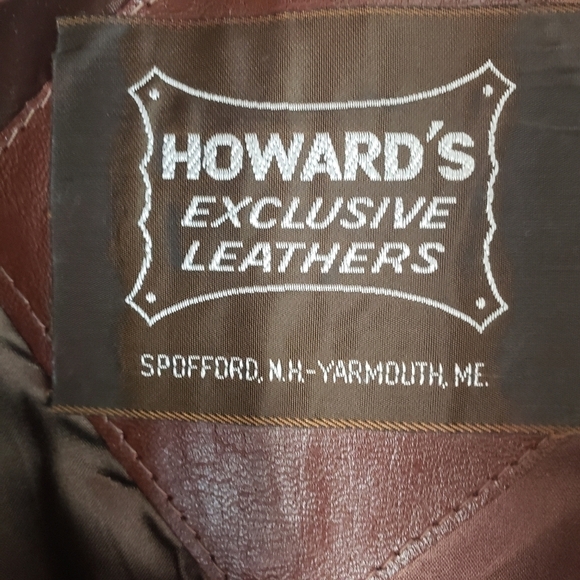 HOWARD'S
EXCLUSIVE
LEATHERS
SPOFFORD, N.H.-YARMOUTH, ME.